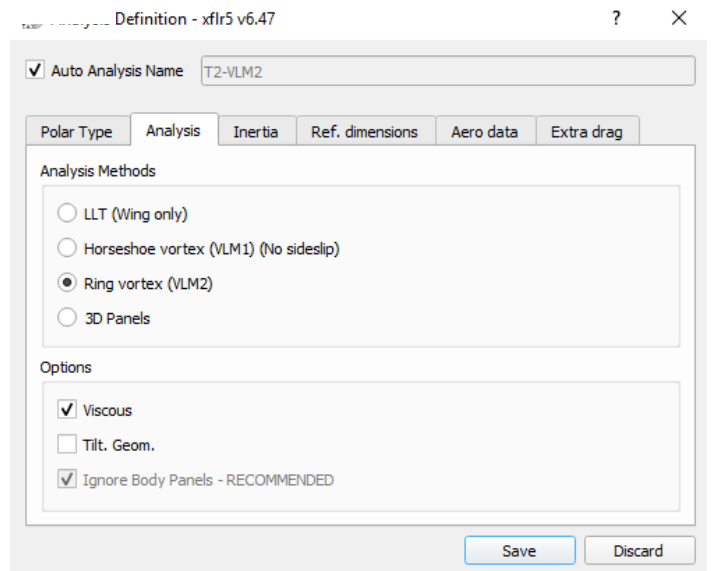 Definition - xflr5 v6.47
?
Auto Analysis Name
T2-VLM2
Polar Type
Analysis
Inertia
Ref. dimensions
Aero data
Extra drag
Analysis Methods
LLT (Wing only)
Horseshoe vortex (VLM1) (No sideslip)
Ring vortex (VLM2)
3D Panels
Options
Viscous
Tilt. Geom.
Ignore Body Panels - RECOMMENDED
Save
Discard